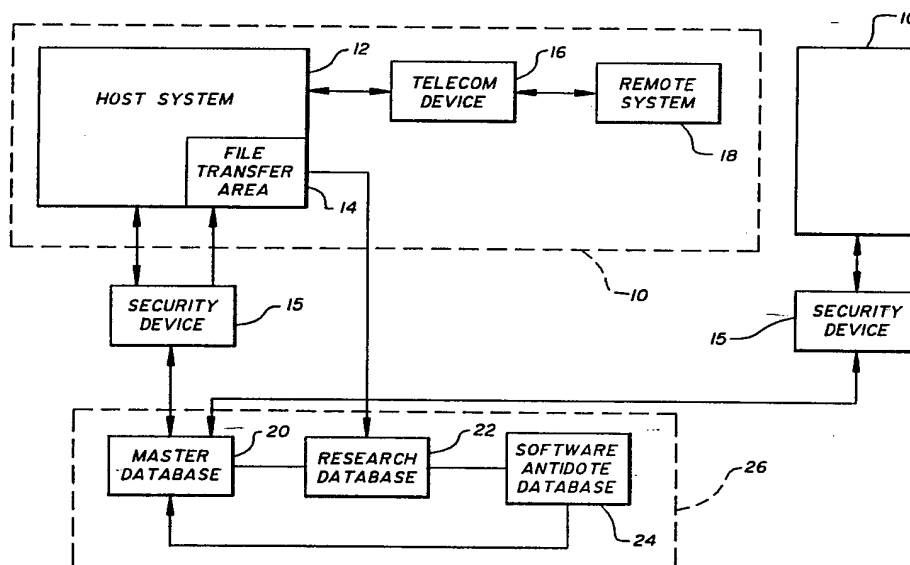 12
16
10
HOST SYSTEM
TELECOM
DEVICE
REMOTE
SYSTEM
18
FILE
TRANSFER
AREA
14
10
SECURITY
DEVICE
15
SECURITY
DEVICE
15
MASTER
DATABASE
20
RESEARCH
DATABASE
22
SOFTWARE
ANTIDOTE
DATABASE
24
26